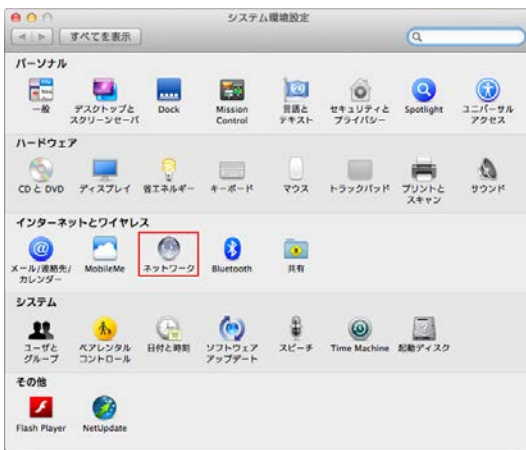 システム環境設定
すべてを表示
パーソナル
一般
デスクトップと
スクリーンセーバ
Dock
Mission
Control
言語と
テキスト
セキュリティと
プライバシー
Spotlight
ユニバーサル
アクセス
ハードウェア
CD と DVD
ディスプレイ
省エネルギー
キーボード
マウス
トラックパッド
プリントと
スキャン
サウンド
インターネットとワイヤレス
メール/連絡先/
カレンダー
MobileMe
ネットワーク
Bluetooth
共有
システム
ユーザと
グループ
ペアレンタル
コントロール
日付と時刻
ソフトウェア
アップデート
スピーチ
Time Machine
起動ディスク
その他
Flash Player
NetUpdate